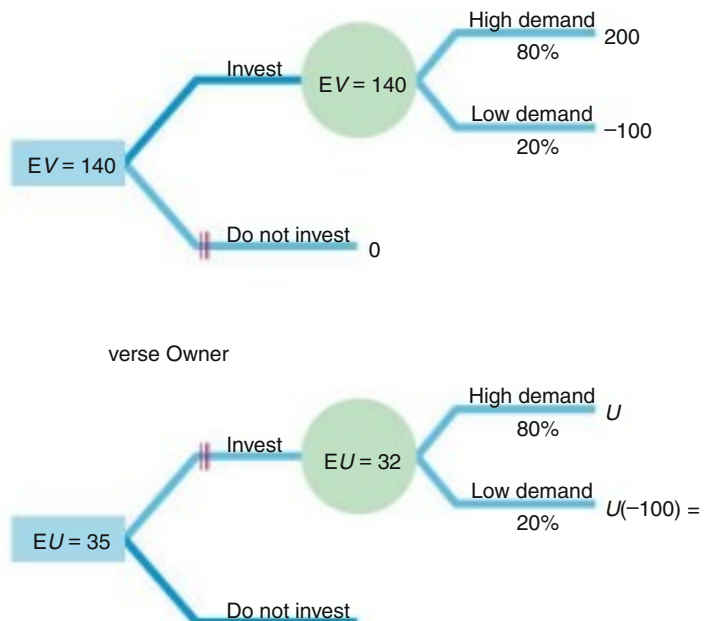 High demand
200
80%
Invest
EV = 140
Low demand
-100
20%
EV = 140
Do not invest
0
verse Owner
High demand
U
80%
Invest
EU = 32
Low demand
U(-100) =
20%
EU = 35
Do not invest